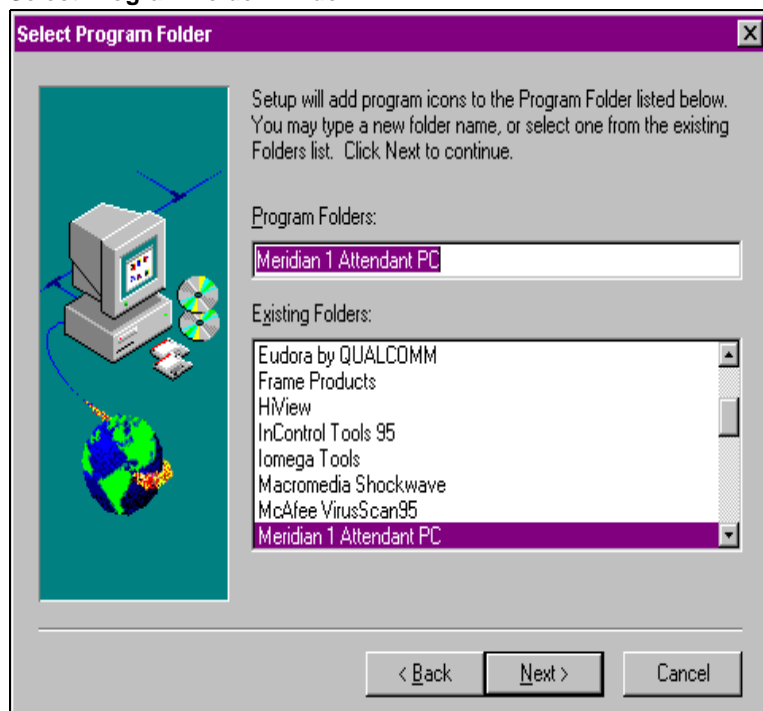 Select Program Folder
Setup will add program icons to the Program Folder listed below.
You may type a new folder name, or select one from the existing
Folders list. Click Next to continue.
Program Folders:
Meridian 1 Attendant PC
Existing Folders:
Eudora by QUALCOMM
Frame Products
HiView
InControl Tools 95
Iomega Tools
Macromedia Shockwave
McAfee VirusScan95
Meridian 1 Attendant PC
< Back
Next >
Cancel